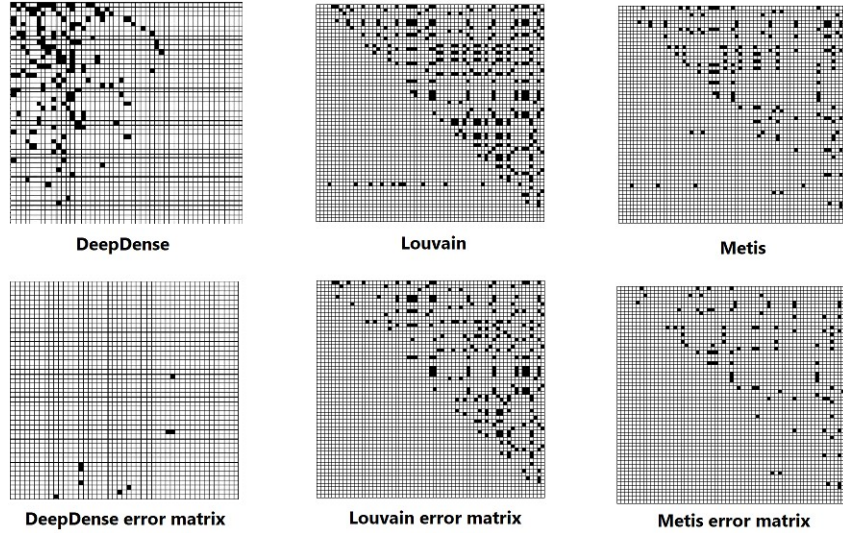 DeepDense
Louvain
Metis
DeepDense error matrix
Louvain error matrix
Metis error matrix